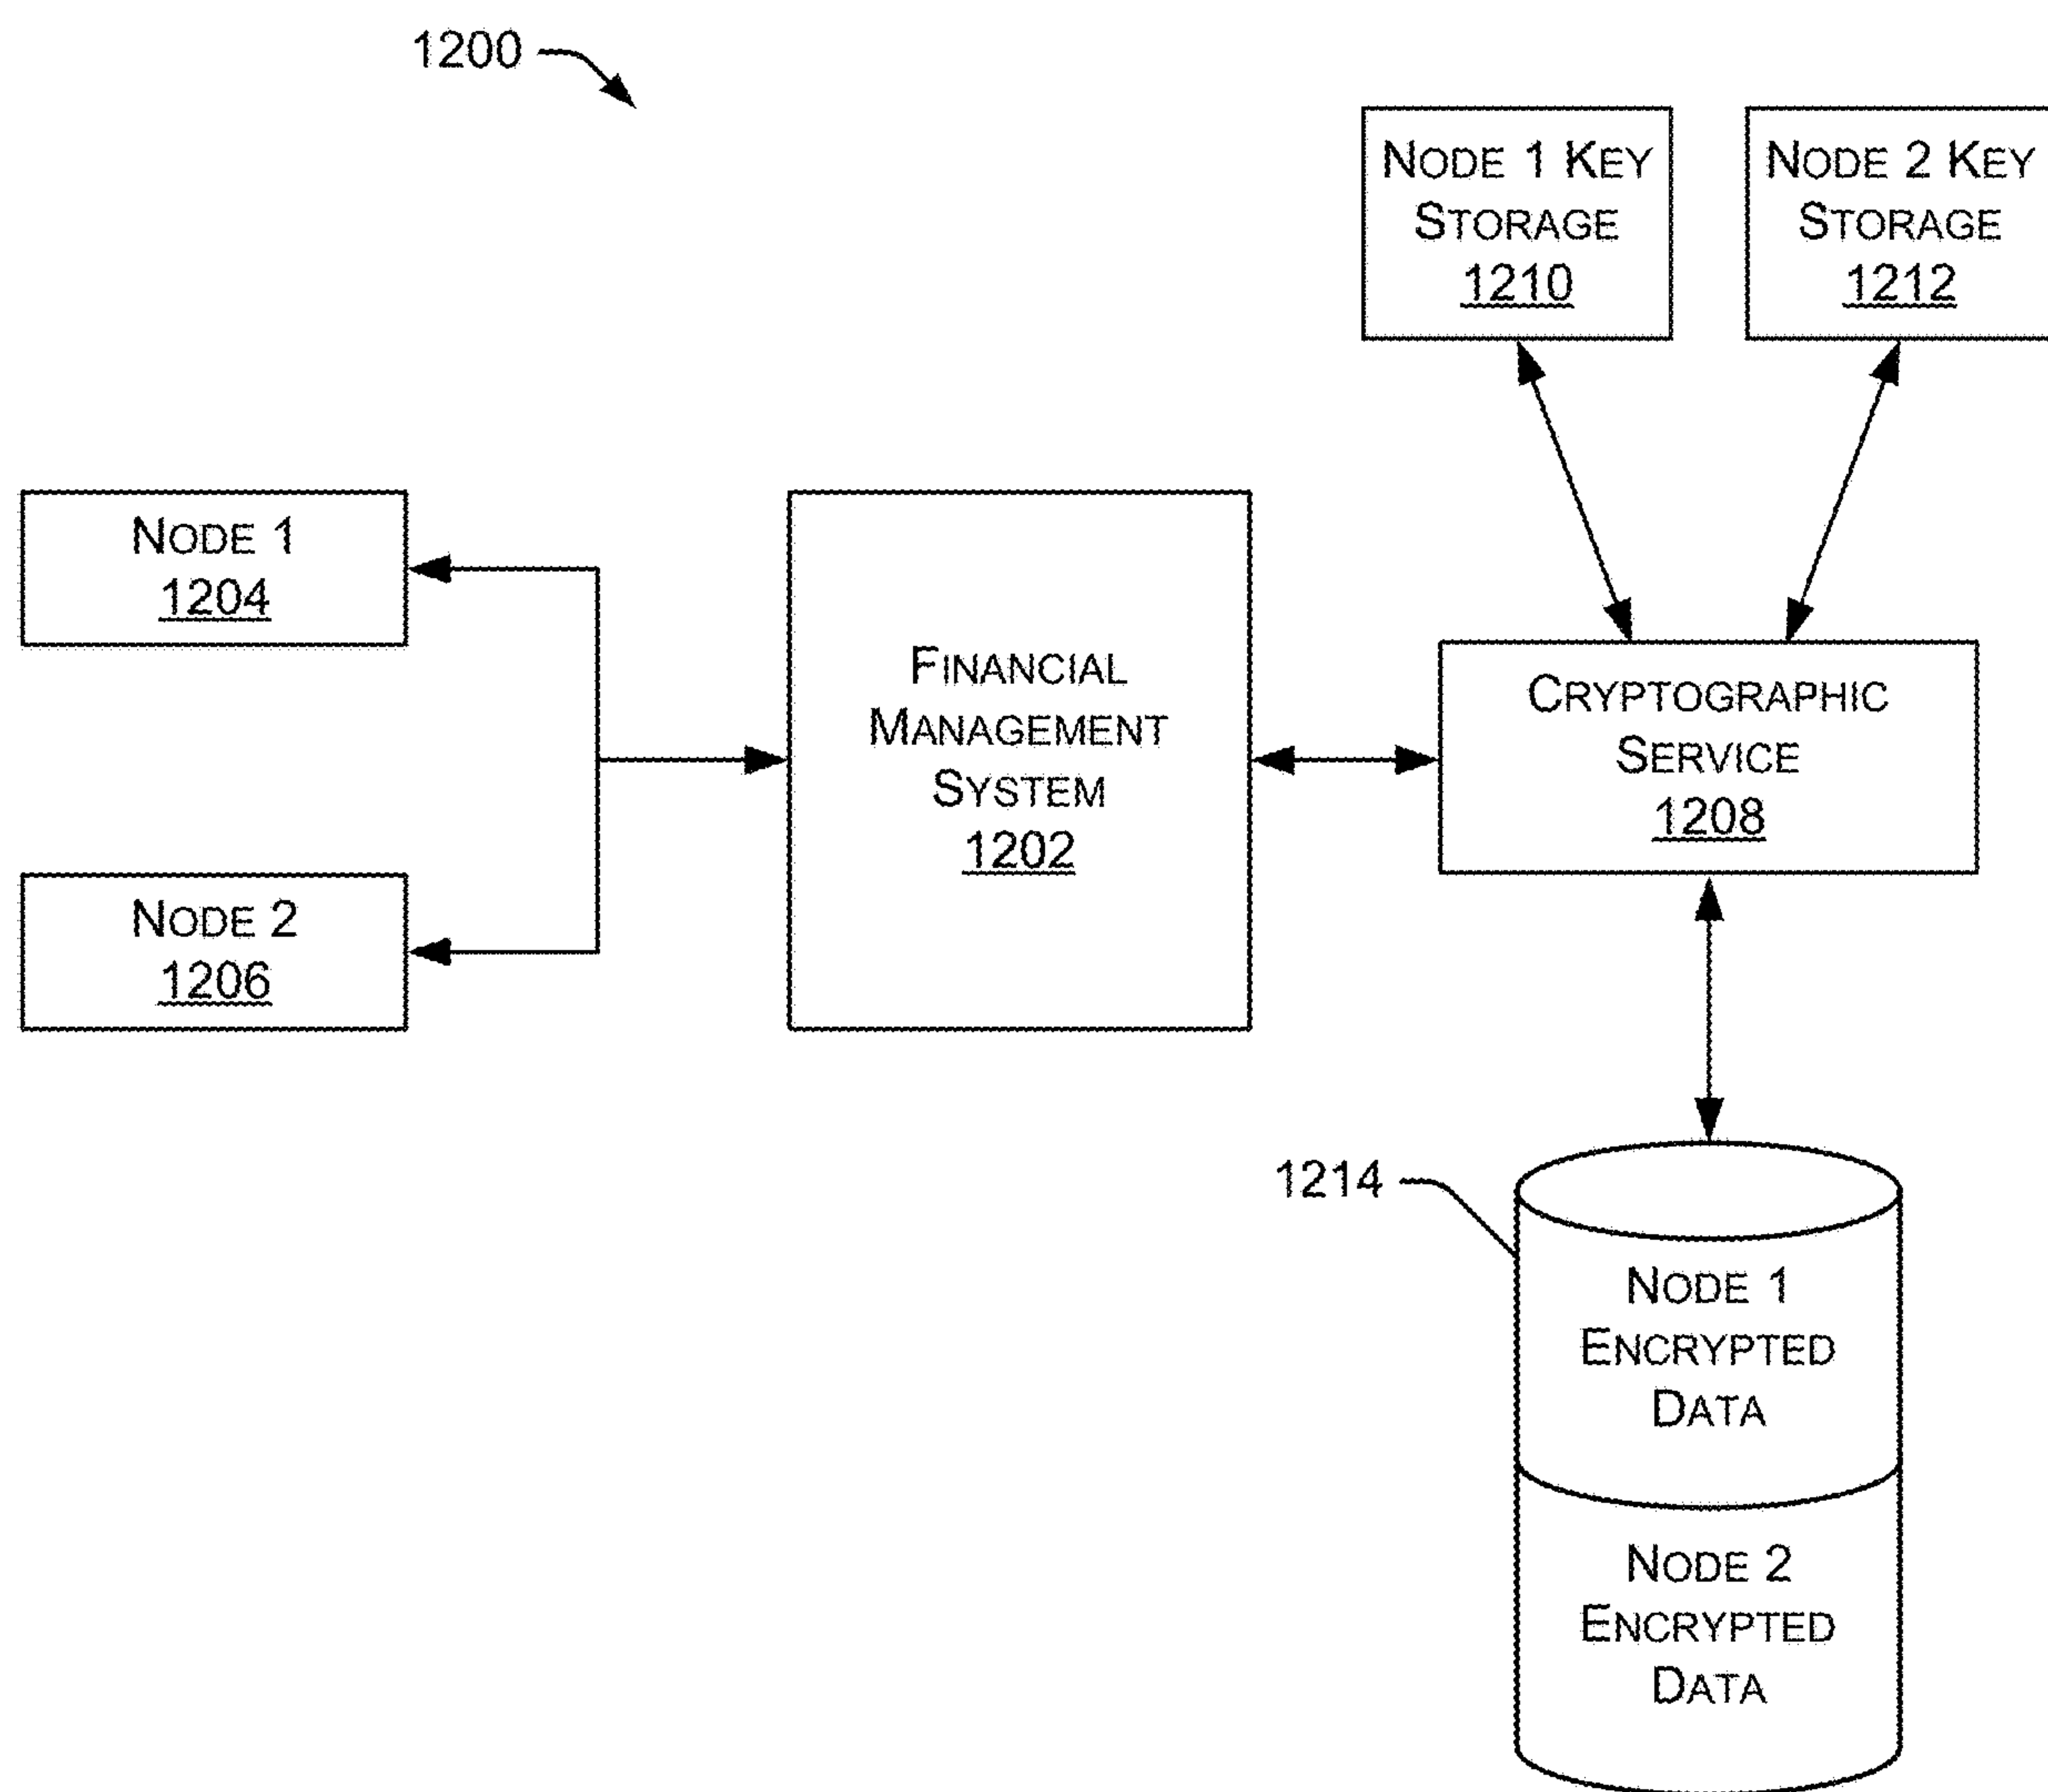 1200
NODE 1 KEY
STORAGE
1210
NODE 2 KEY
STORAGE
1212
NODE 1
1204
FINANCIAL
MANAGEMENT
SYSTEM
1202
CRYPTOGRAPHIC
SERVICE
1208
NODE 2
1206
1214
NODE 1
ENCRYPTED
DATA
NODE 2
ENCRYPTED
DATA